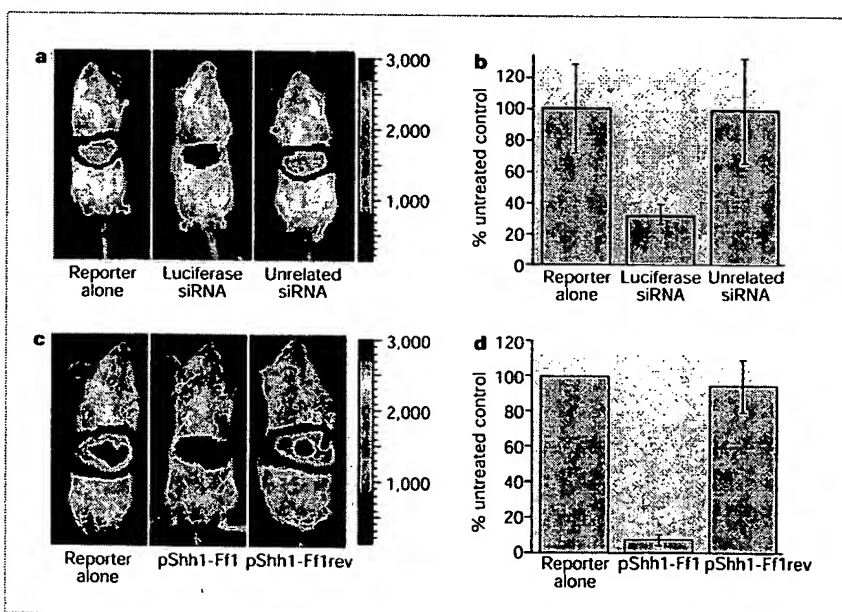 a
3,000
2,000
1,000
Reporter alone
Luciferase siRNA
Unrelated siRNA
b
% untreated control
120
100
80
60
40
20
0
Reporter alone
Luciferase siRNA
Unrelated siRNA
c
3,000
2,000
1,000
Reporter alone
pShh1-Ff1
pShh1-Ff1rev
d
% untreated control
120
100
80
60
40
20
0
Reporter alone
pShh1-Ff1
pShh1-Ff1rev